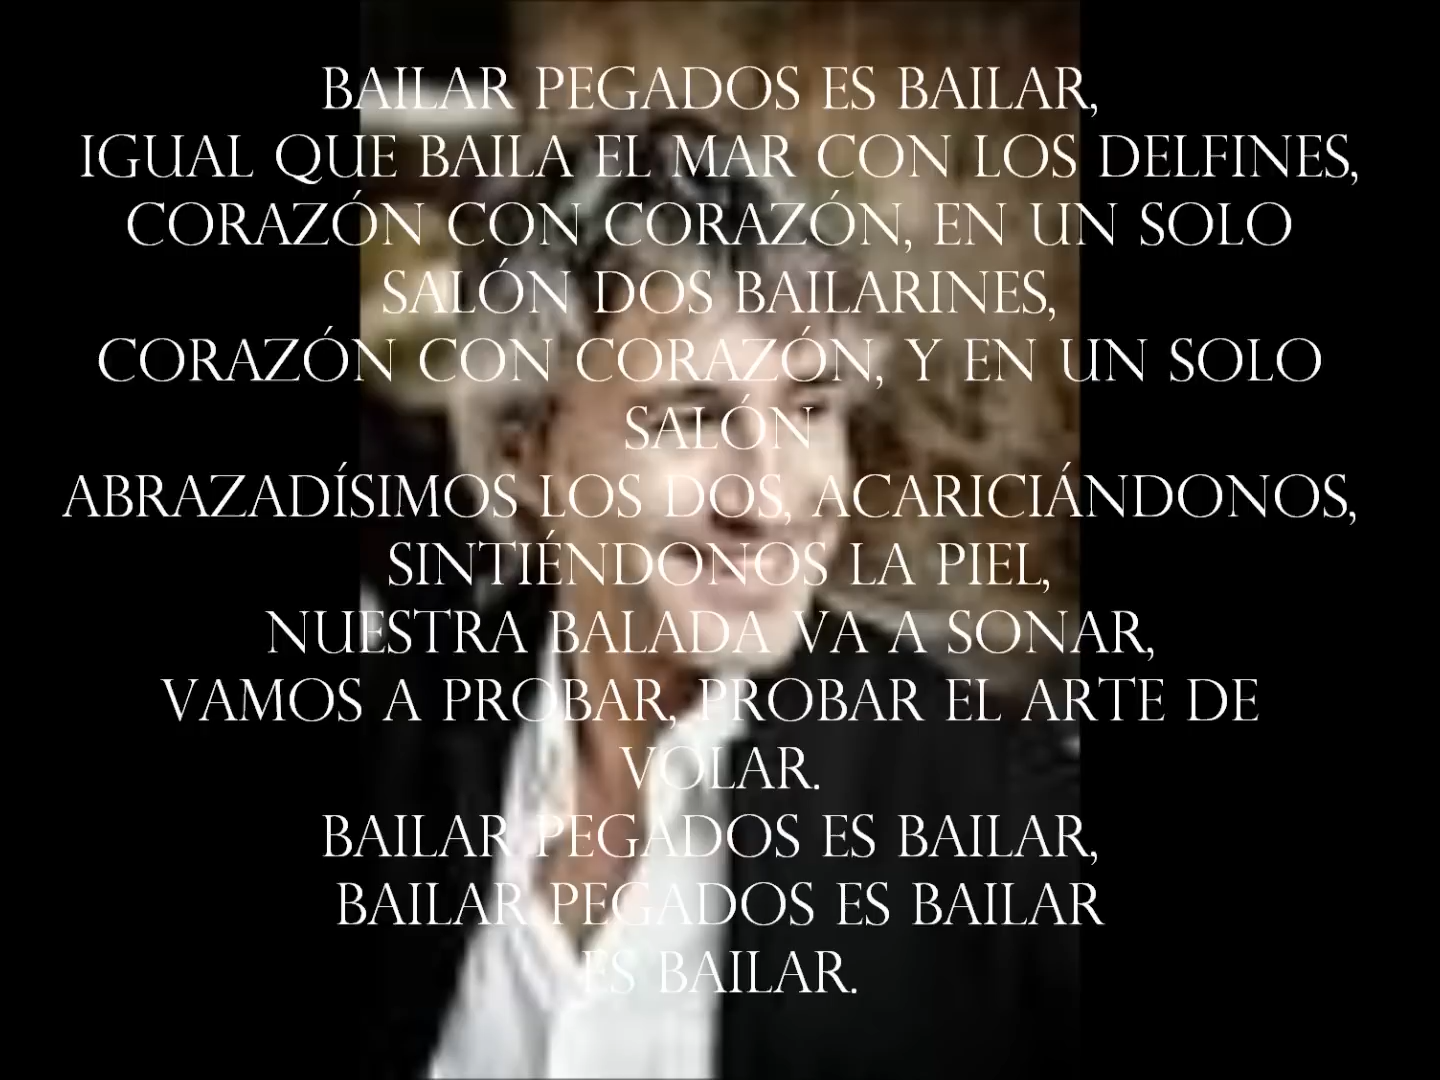 BAILAR PEGADOS ES BAILAR,
IGUAL QUE BAILA EL MAR CON LOS DELFINES,
CORAZÓN CON CORAZÓN, EN UN SOLO
SALÓN DOS BAILARINES,
CORAZÓN CON CORAZÓN, Y EN UN SOLO
SALÓN
ABRAZADÍSIMOS LOS DOS, ACARICIÁNDONOS,
SINTIÉNDONOS LA PIEL,
NUESTRA BALADA VA A SONAR,
VAMOS A PROBAR, PROBAR EL ARTE DE
VOLAR.
BAILAR PEGADOS ES BAILAR,
BAILAR PEGADOS ES BAILAR
ES BAILAR.